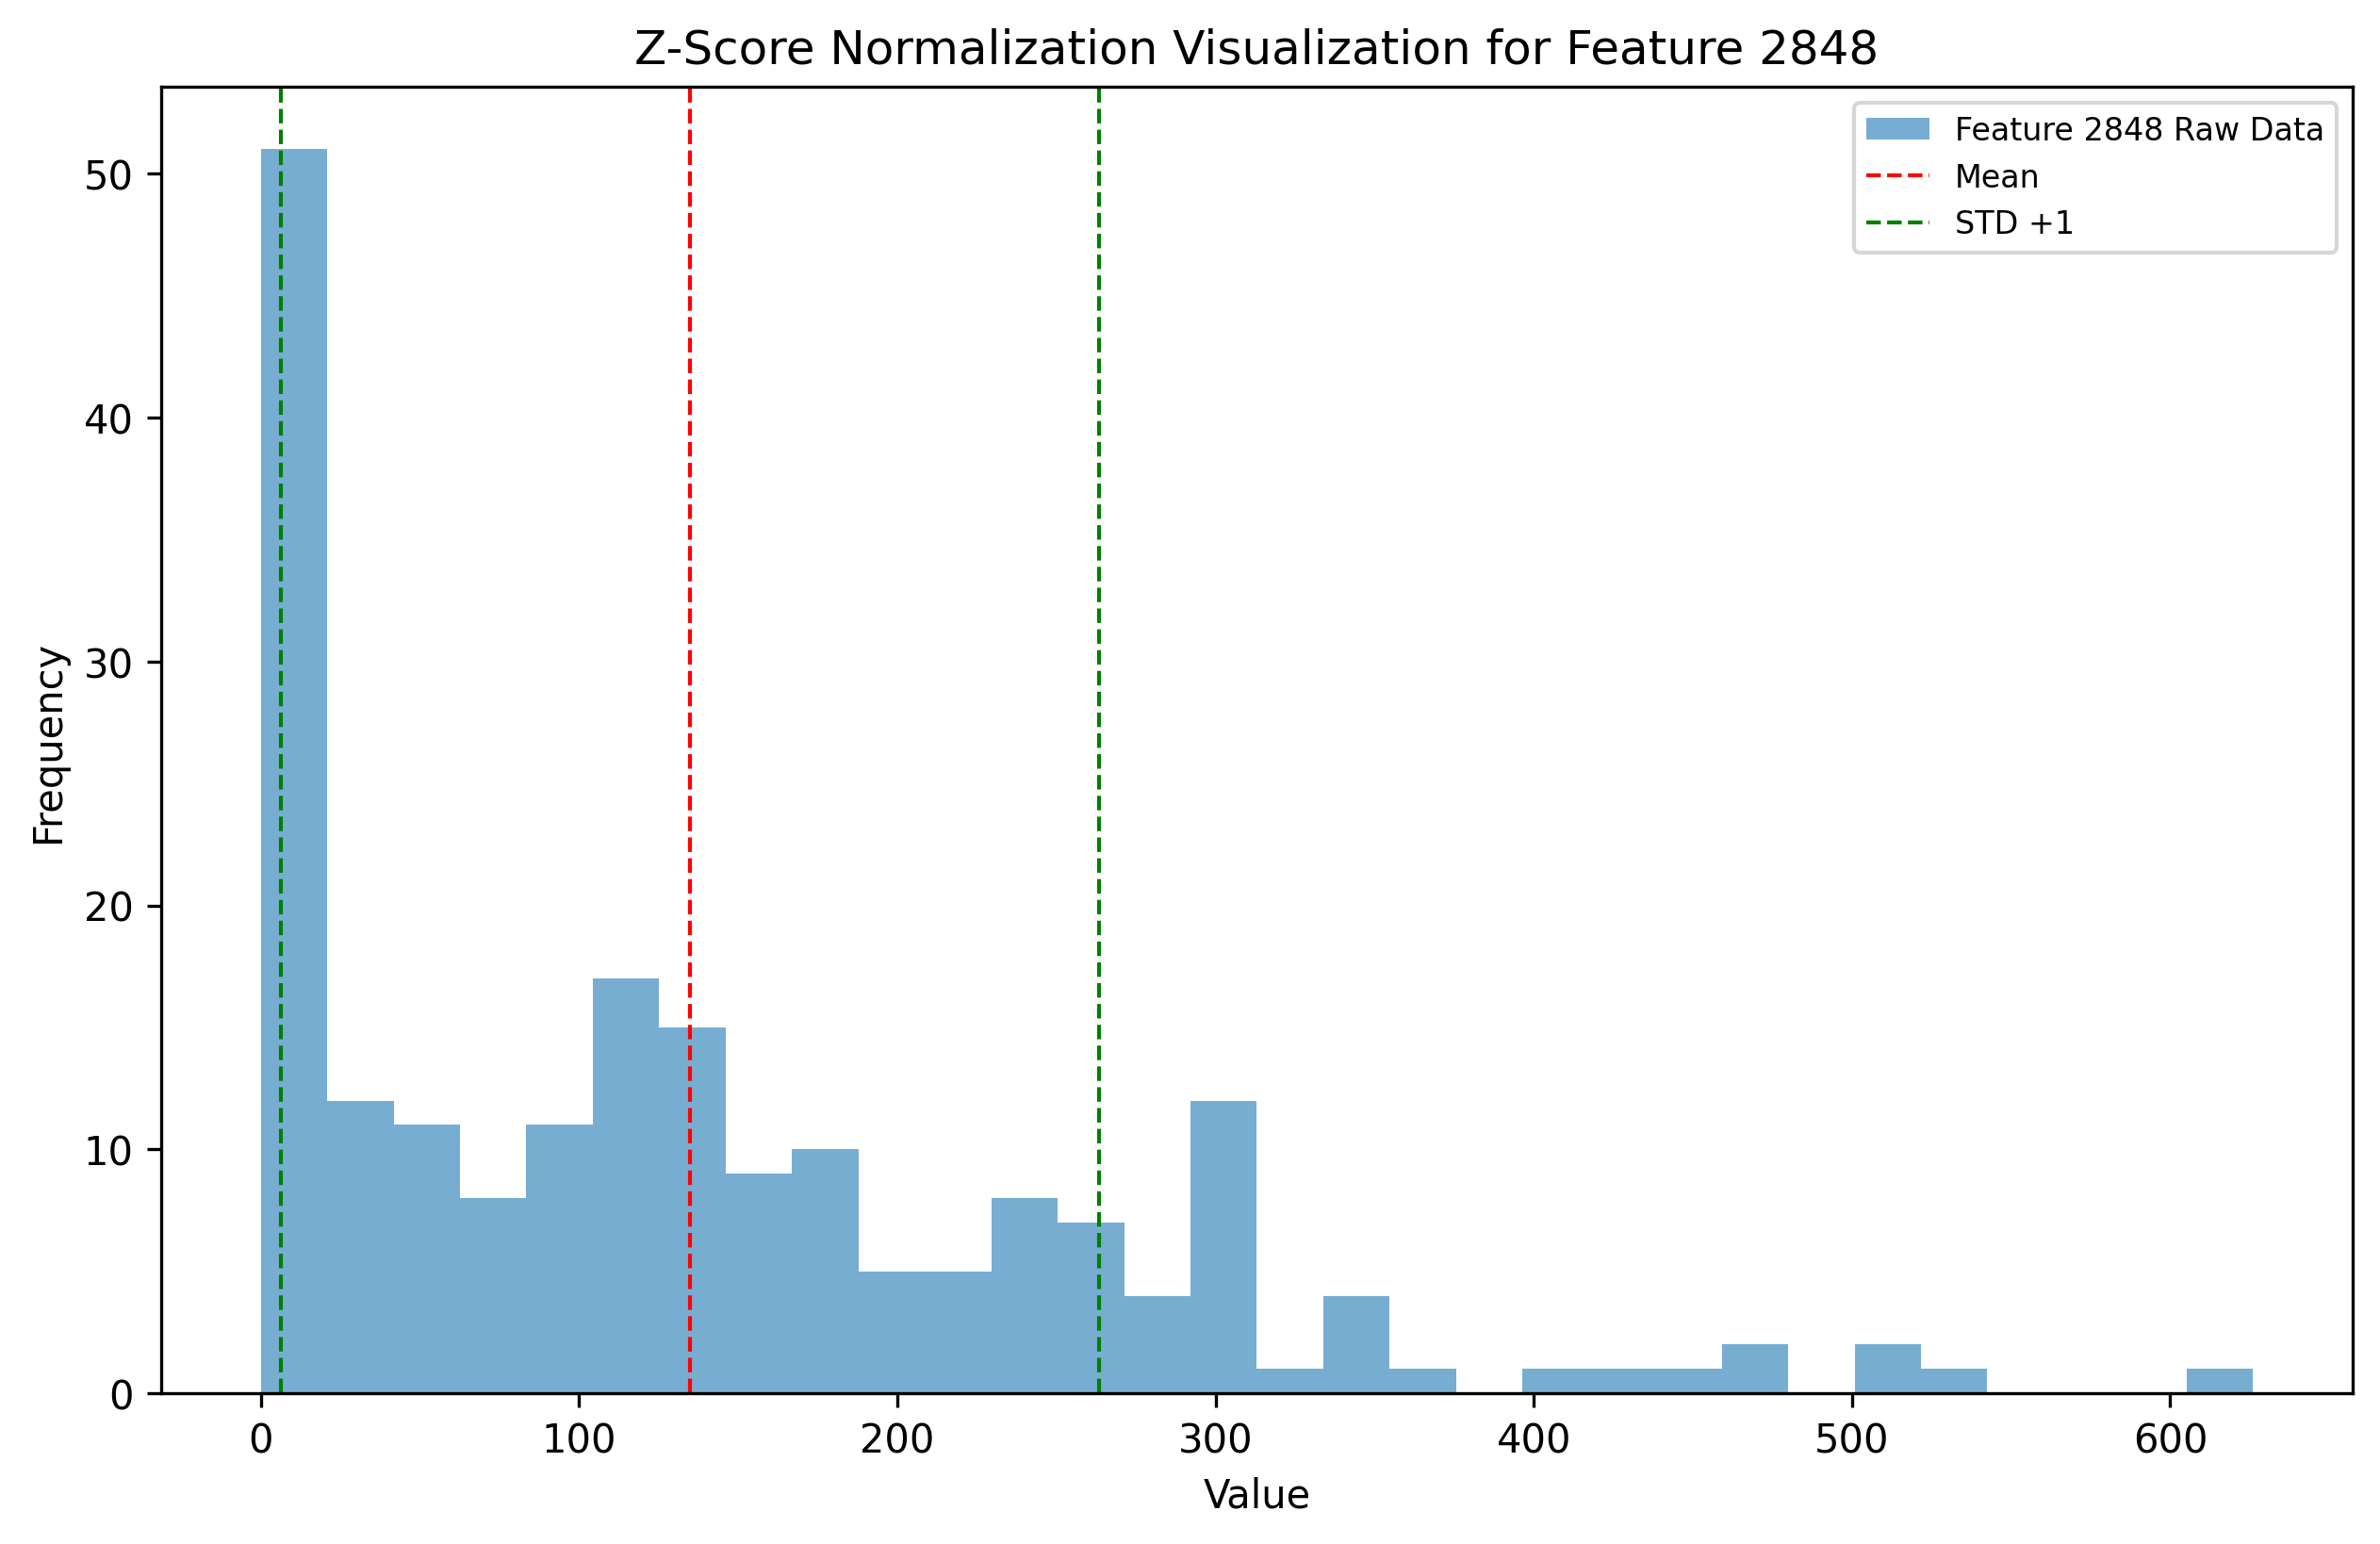 Z-Score Normalization Visualization for Feature 2848
Feature 2848 Raw Data
Mean
STD +1
Frequency
50
40
30
20
10
0
0 100 200 300 400 500 600
Value